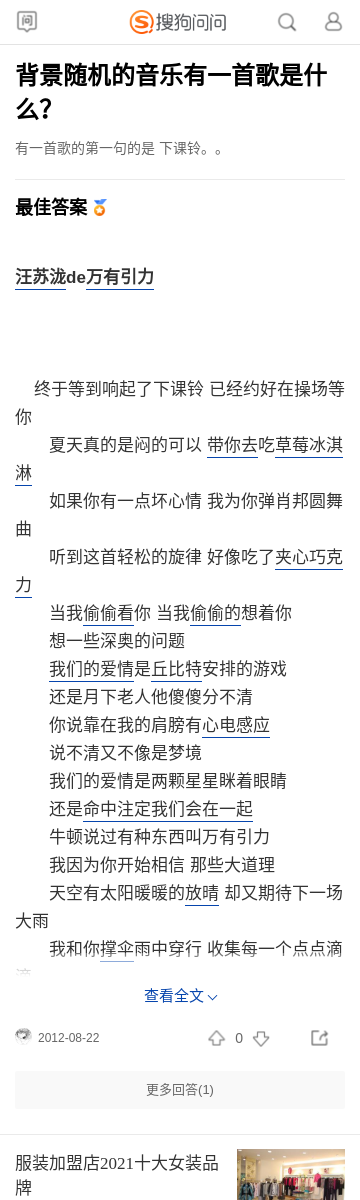 搜狗问问
背景随机的音乐有一首歌是什
么?
有一首歌的第一句的是 下课铃。。
最佳答案
汪苏泷de万有引力
终于等到响起了下课铃 已经约好在操场等
你
夏天真的是闷的可以 带你去吃草莓冰淇
淋
如果你有一点坏心情 我为你弹肖邦圆舞
曲
听到这首轻松的旋律 好像吃了夹心巧克
力
当我偷偷看你 当我偷偷的想着你
想一些深奥的问题
我们的爱情是丘比特安排的游戏
还是月下老人他傻傻分不清
你说靠在我的肩膀有心电感应
说不清又不像是梦境
我们的爱情是两颗星星眯着眼睛
还是命中注定我们会在一起
牛顿说过有种东西叫万有引力
我因为你开始相信 那些大道理
天空有太阳暖暖的放晴 却又期待下一场
大雨
我和你撑伞雨中穿行 收集每一个点点滴
滴
查看全文
2012-08-22
0
更多回答(1)
服装加盟店2021十大女装品
牌